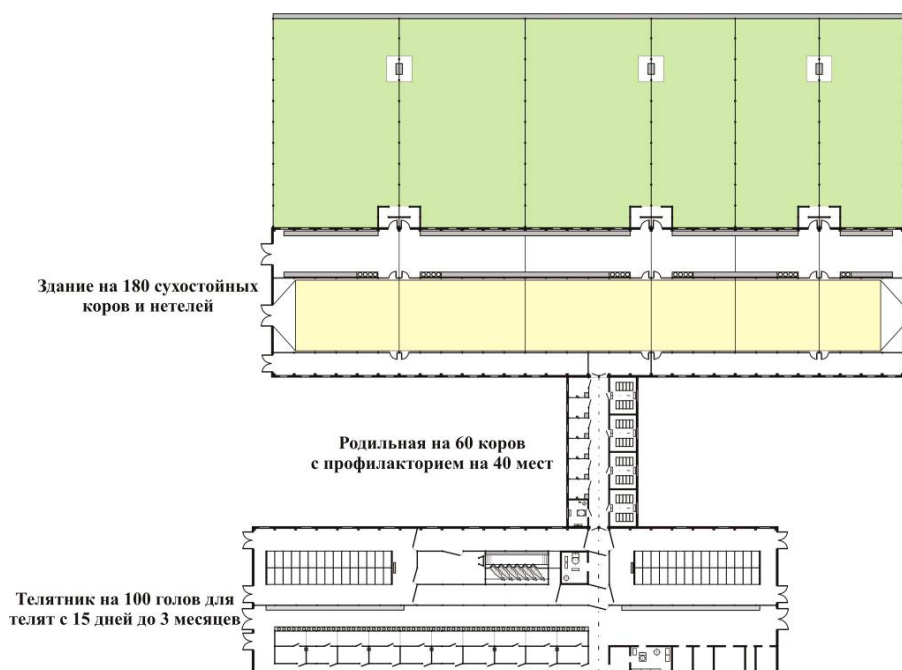 Здание на 180 сухостойных
коров и нетелей
Родильная на 60 коров
с профилакторием на 40 мест
Телятник на 100 голов для
телят с 15 дней до 3 месяцев